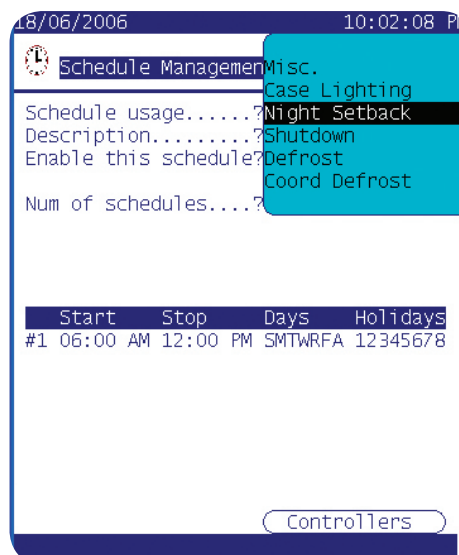 18/06/2006 10:02:08 P
Schedule Managemen
Misc.
Case Lighting
Schedule usage......?
Night Setback
Description.........?
Shutdown
Enable this schedule?
Defrost
Coord Defrost
Num of schedules....?
Start Stop Days Holidays
#1 06:00 AM 12:00 PM SMTWRFA 12345678
Controllers